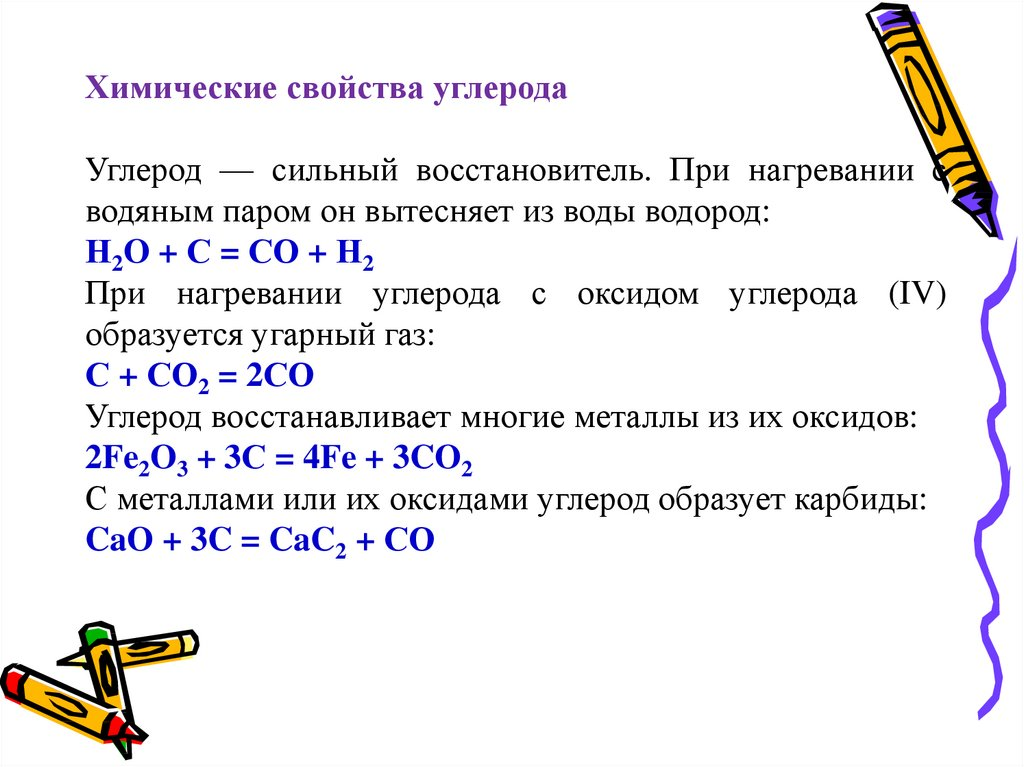 Химические свойства углерода
Углерод — сильный восстановитель. При нагревании с
водяным паром он вытесняет из воды водород:
H₂O + C = CO + H₂
При нагревании углерода с оксидом углерода (IV)
образуется угарный газ:
C + CO₂ = 2CO
Углерод восстанавливает многие металлы из их оксидов:
2Fe₂O₃ + 3C = 4Fe + 3CO₂
С металлами или их оксидами углерод образует карбиды:
CaO + 3C = CaC₂ + CO